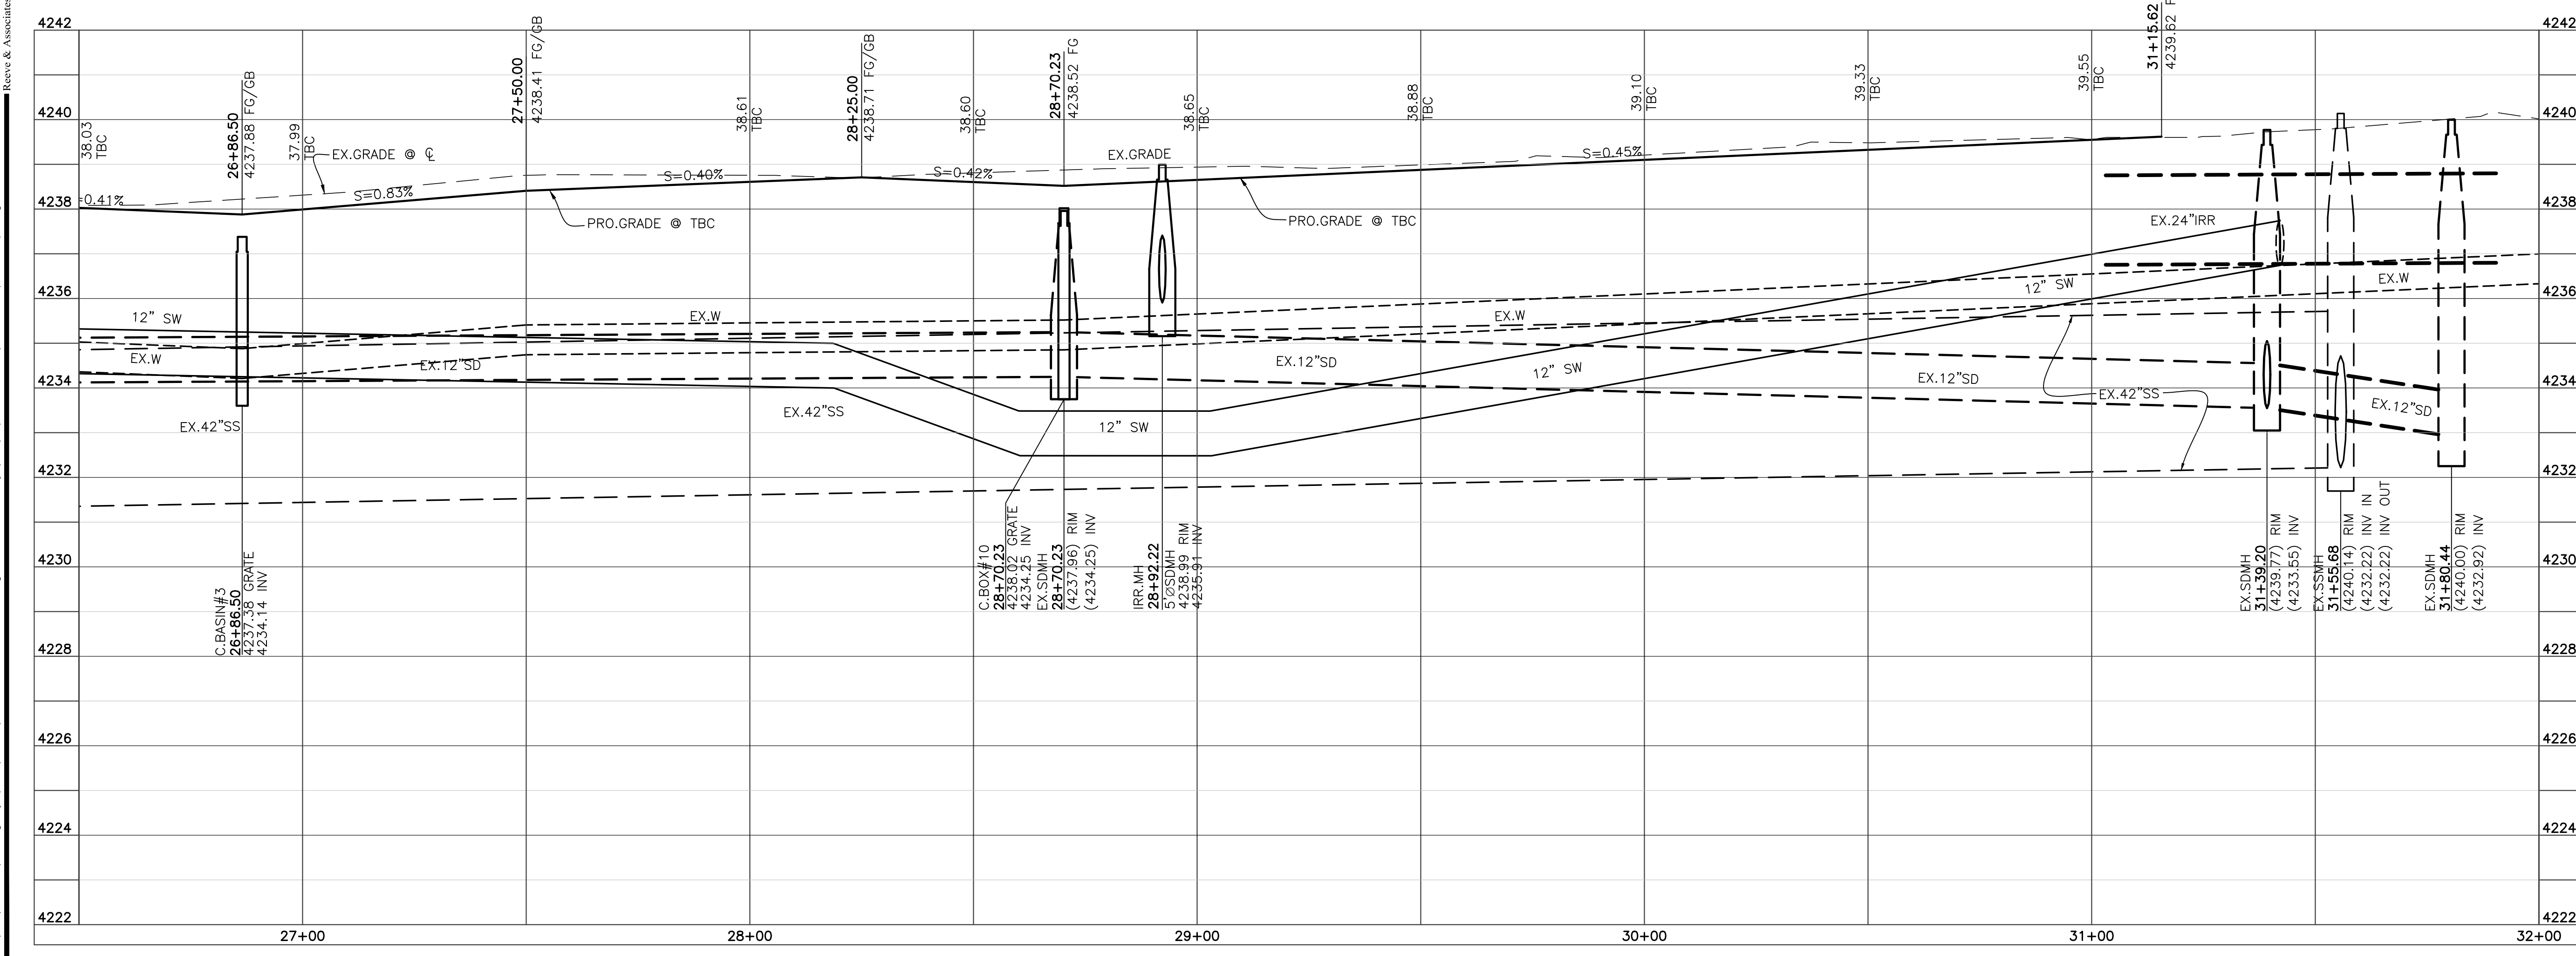 Reeve & Associates
4242
4240
4238
4236
4234
4232
4230
4228
4226
4224
4222
38.03
TBC
26+86.50
4237.88 FG/GB
37.99
TBC
27+50.00
4238.41 FG/GB
38.61
TBC
28+25.00
4238.71 FG/GB
38.60
TBC
28+70.23
4238.52 FG
38.65
TBC
38.88
TBC
39.10
TBC
39.33
TBC
39.55
TBC
31+15.62
4239.62
4242
4240
4238
4236
4234
4232
4230
4228
4226
4224
4222
EX.GRADE @ ℄
EX.GRADE
=0.41%
S=0.83%
S=0.40%
S=0.42%
S=0.45%
PRO.GRADE @ TBC
PRO.GRADE @ TBC
EX.24"IRR
12" SW
EX.W
EX.W
EX.W
12" SW
EX.W
EX.12"SD
EX.12"SD
12" SW
EX.12"SD
EX.42"SS
EX.12"SD
EX.42"SS
EX.42"SS
12" SW
C.BASIN#3
26+86.50
4237.38 GRATE
4234.14 INV
C.BOX#10
28+70.23
4238.02 GRATE
4234.25 INV
EX.SDMH
28+70.23
(4237.96) RIM
(4234.25) INV
IRR.MH
28+92.22
5'ØSDMH
4238.99 RIM
4235.91 INV
EX.SDMH
31+39.20
(4239.77) RIM
(4233.55) INV
EX.SSMH
31+55.68
(4240.14) RIM
(4232.22) INV IN
(4232.22) INV OUT
EX.SDMH
31+80.44
(4240.00) RIM
(4232.92) INV
27+00
28+00
29+00
30+00
31+00
32+00